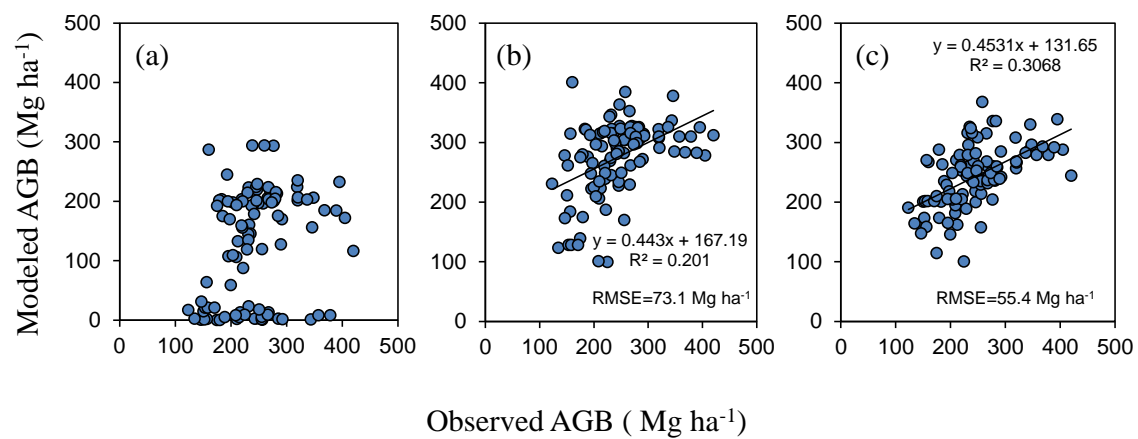 Modeled AGB (Mg ha⁻¹)
500
400
300
200
100
0
0 100 200 300 400 500
(a)
500
400
300
200
100
0
0 100 200 300 400 500
(b)
y = 0.443x + 167.19
R² = 0.201
RMSE=73.1 Mg ha⁻¹
500
400
300
200
100
0
0 100 200 300 400 500
(c)
y = 0.4531x + 131.65
R² = 0.3068
RMSE=55.4 Mg ha⁻¹
Observed AGB ( Mg ha⁻¹)